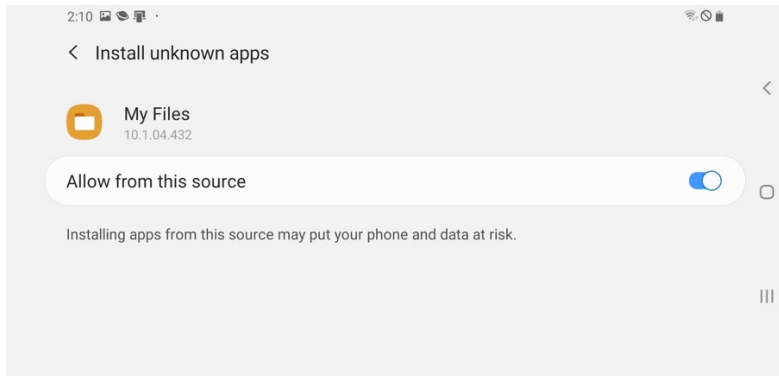 2:10
Install unknown apps
My Files
10.1.04.432
Allow from this source
Installing apps from this source may put your phone and data at risk.